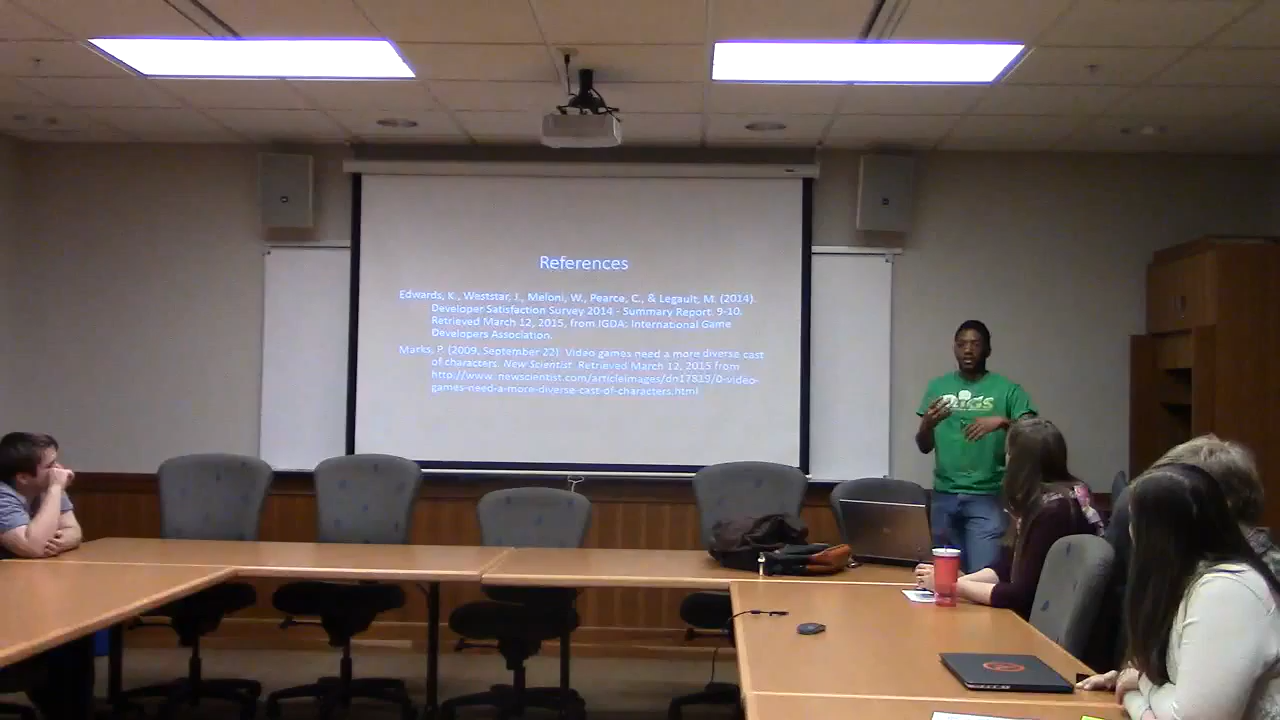 References
Edwards, K., Weststar, J., Meloni, W., Pearce, C., & Legault, M. (2014).
Developer Satisfaction Survey 2014 - Summary Report. 9-10.
Retrieved March 12, 2015, from IGDA: International Game
Developers Association.
Marks, P. (2009, September 22). Video games need a more diverse cast
of characters. New Scientist. Retrieved March 12, 2015 from
http://www. newscientist.com/articleimages/dn17819/0-video-
games-need-a-more-diverse-cast-of-characters.html